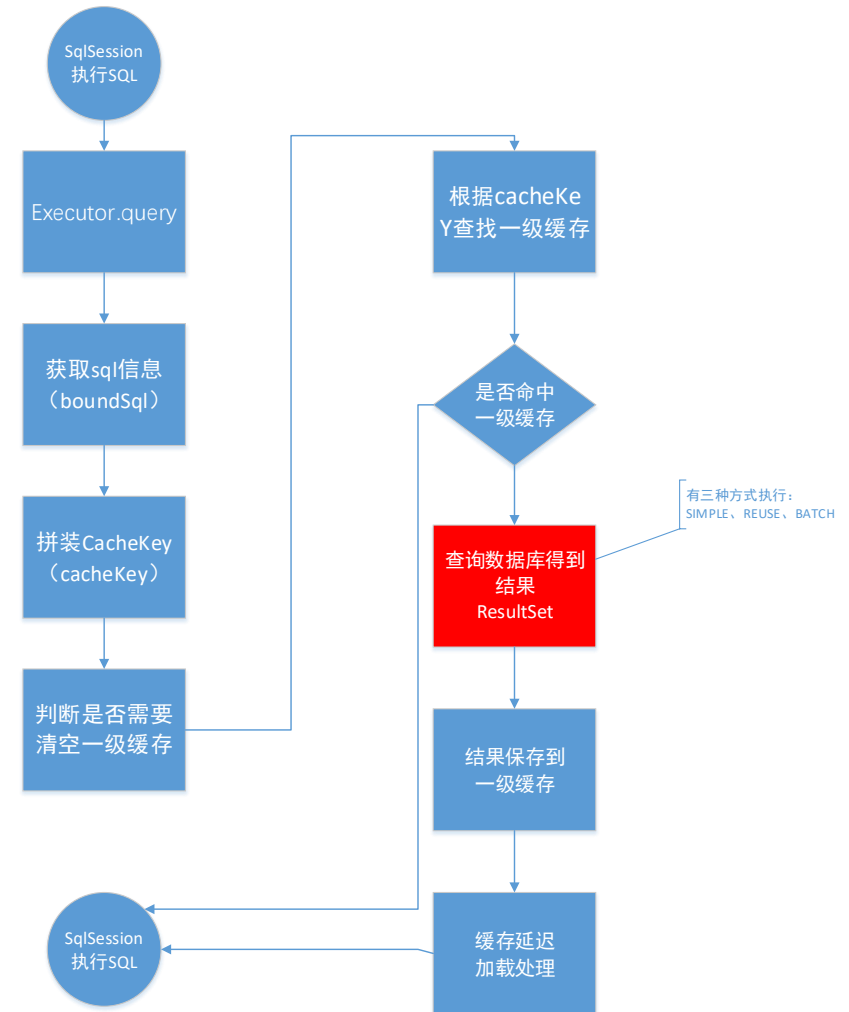 SqlSession
执行SQL
Executor.query
获取sql信息
（boundSql）
拼装CacheKey
（cacheKey）
判断是否需要
清空一级缓存
根据cacheKe
Y查找一级缓存
是否命中
一级缓存
有三种方式执行：
SIMPLE、REUSE、BATCH
查询数据库得到
结果
ResultSet
结果保存到
一级缓存
缓存延迟
加载处理
SqlSession
执行SQL